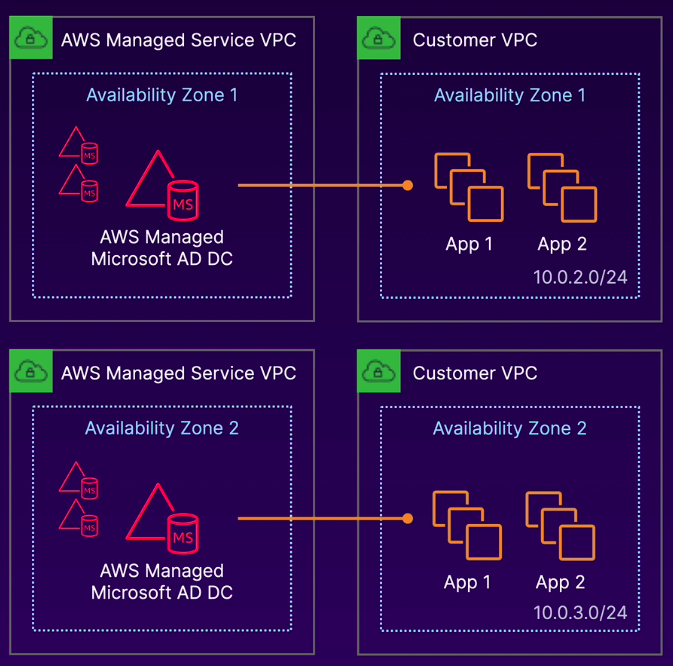 AWS Managed Service VPC
Availability Zone 1
MS
MS
MS
AWS Managed
Microsoft AD DC
Customer VPC
Availability Zone 1
App 1
App 2
10.0.2.0/24
AWS Managed Service VPC
Availability Zone 2
MS
MS
MS
AWS Managed
Microsoft AD DC
Customer VPC
Availability Zone 2
App 1
App 2
10.0.3.0/24